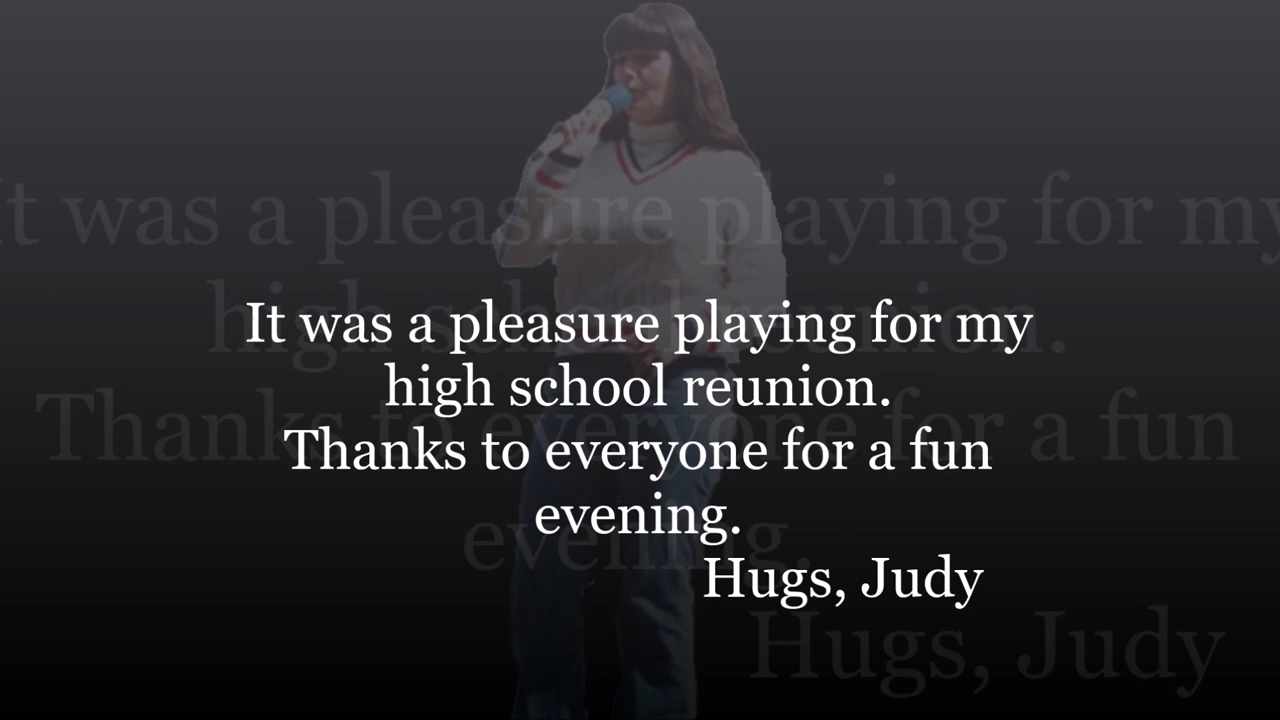 It was a pleasure playing for my
high school reunion.
Thanks to everyone for a fun
evening.
Hugs, Judy